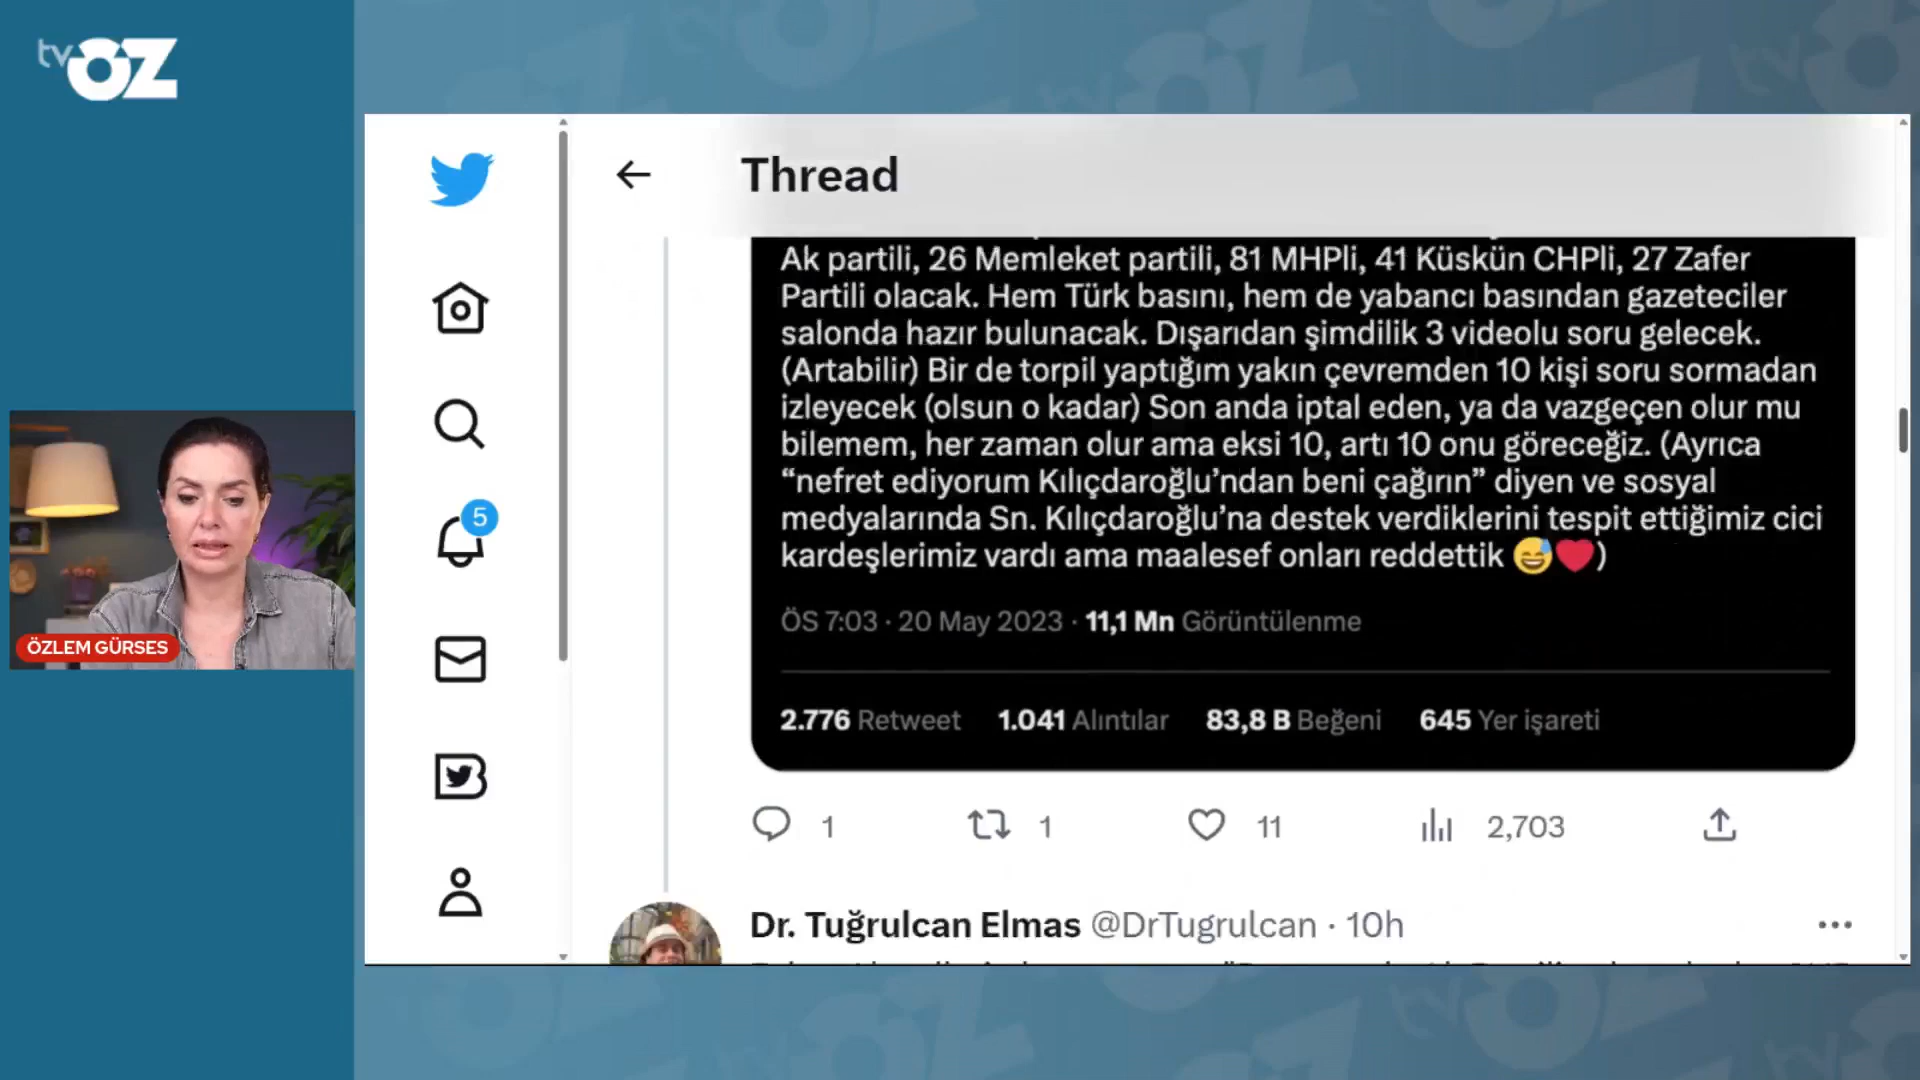 tv ÖZ
Thread
Ak partili, 26 Memleket partili, 81 MHPli, 41 Küskün CHPli, 27 Zafer
Partili olacak. Hem Türk basını, hem de yabancı basından gazeteciler
salonda hazır bulunacak. Dışarıdan şimdilik 3 videolu soru gelecek.
(Artabilir) Bir de torpil yaptığım yakın çevremden 10 kişi soru sormadan
izleyecek (olsun o kadar) Son anda iptal eden, ya da vazgeçen olur mu
bilemem, her zaman olur ama eksi 10, artı 10 onu göreceğiz. (Ayrıca
“nefret ediyorum Kılıçdaroğlu’ndan beni çağırın” diyen ve sosyal
medyalarında Sn. Kılıçdaroğlu’na destek verdiklerini tespit ettiğimiz cici
kardeşlerimiz vardı ama maalesef onları reddettik 😅❤️)
5
ÖS 7:03 · 20 May 2023 · 11,1 Mn Görüntülenme
ÖZLEM GÜRSES
2.776 Retweet 1.041 Alıntılar 83,8 B Beğeni 645 Yer işareti
1 1 11 2,703
Dr. Tuğrulcan Elmas @DrTugrulcan · 10h